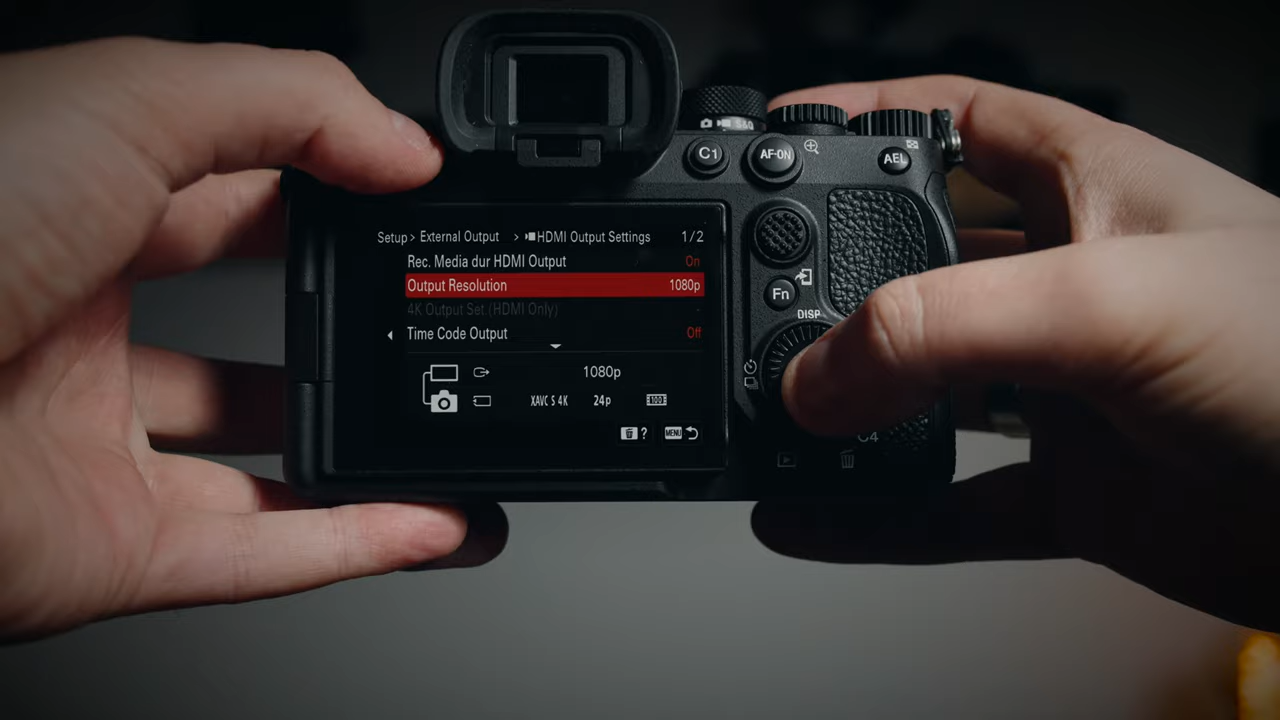 S&Q
C1
AF-ON
AEL
Setup> External Output > HDMI Output Settings 1/2
Rec. Media dur HDMI Output On
Output Resolution 1080p
4K Output Set.(HDMI Only) -
Time Code Output Off
1080p
XAVC S 4K 24p 100
?
MENU
Fn
DISP
C4